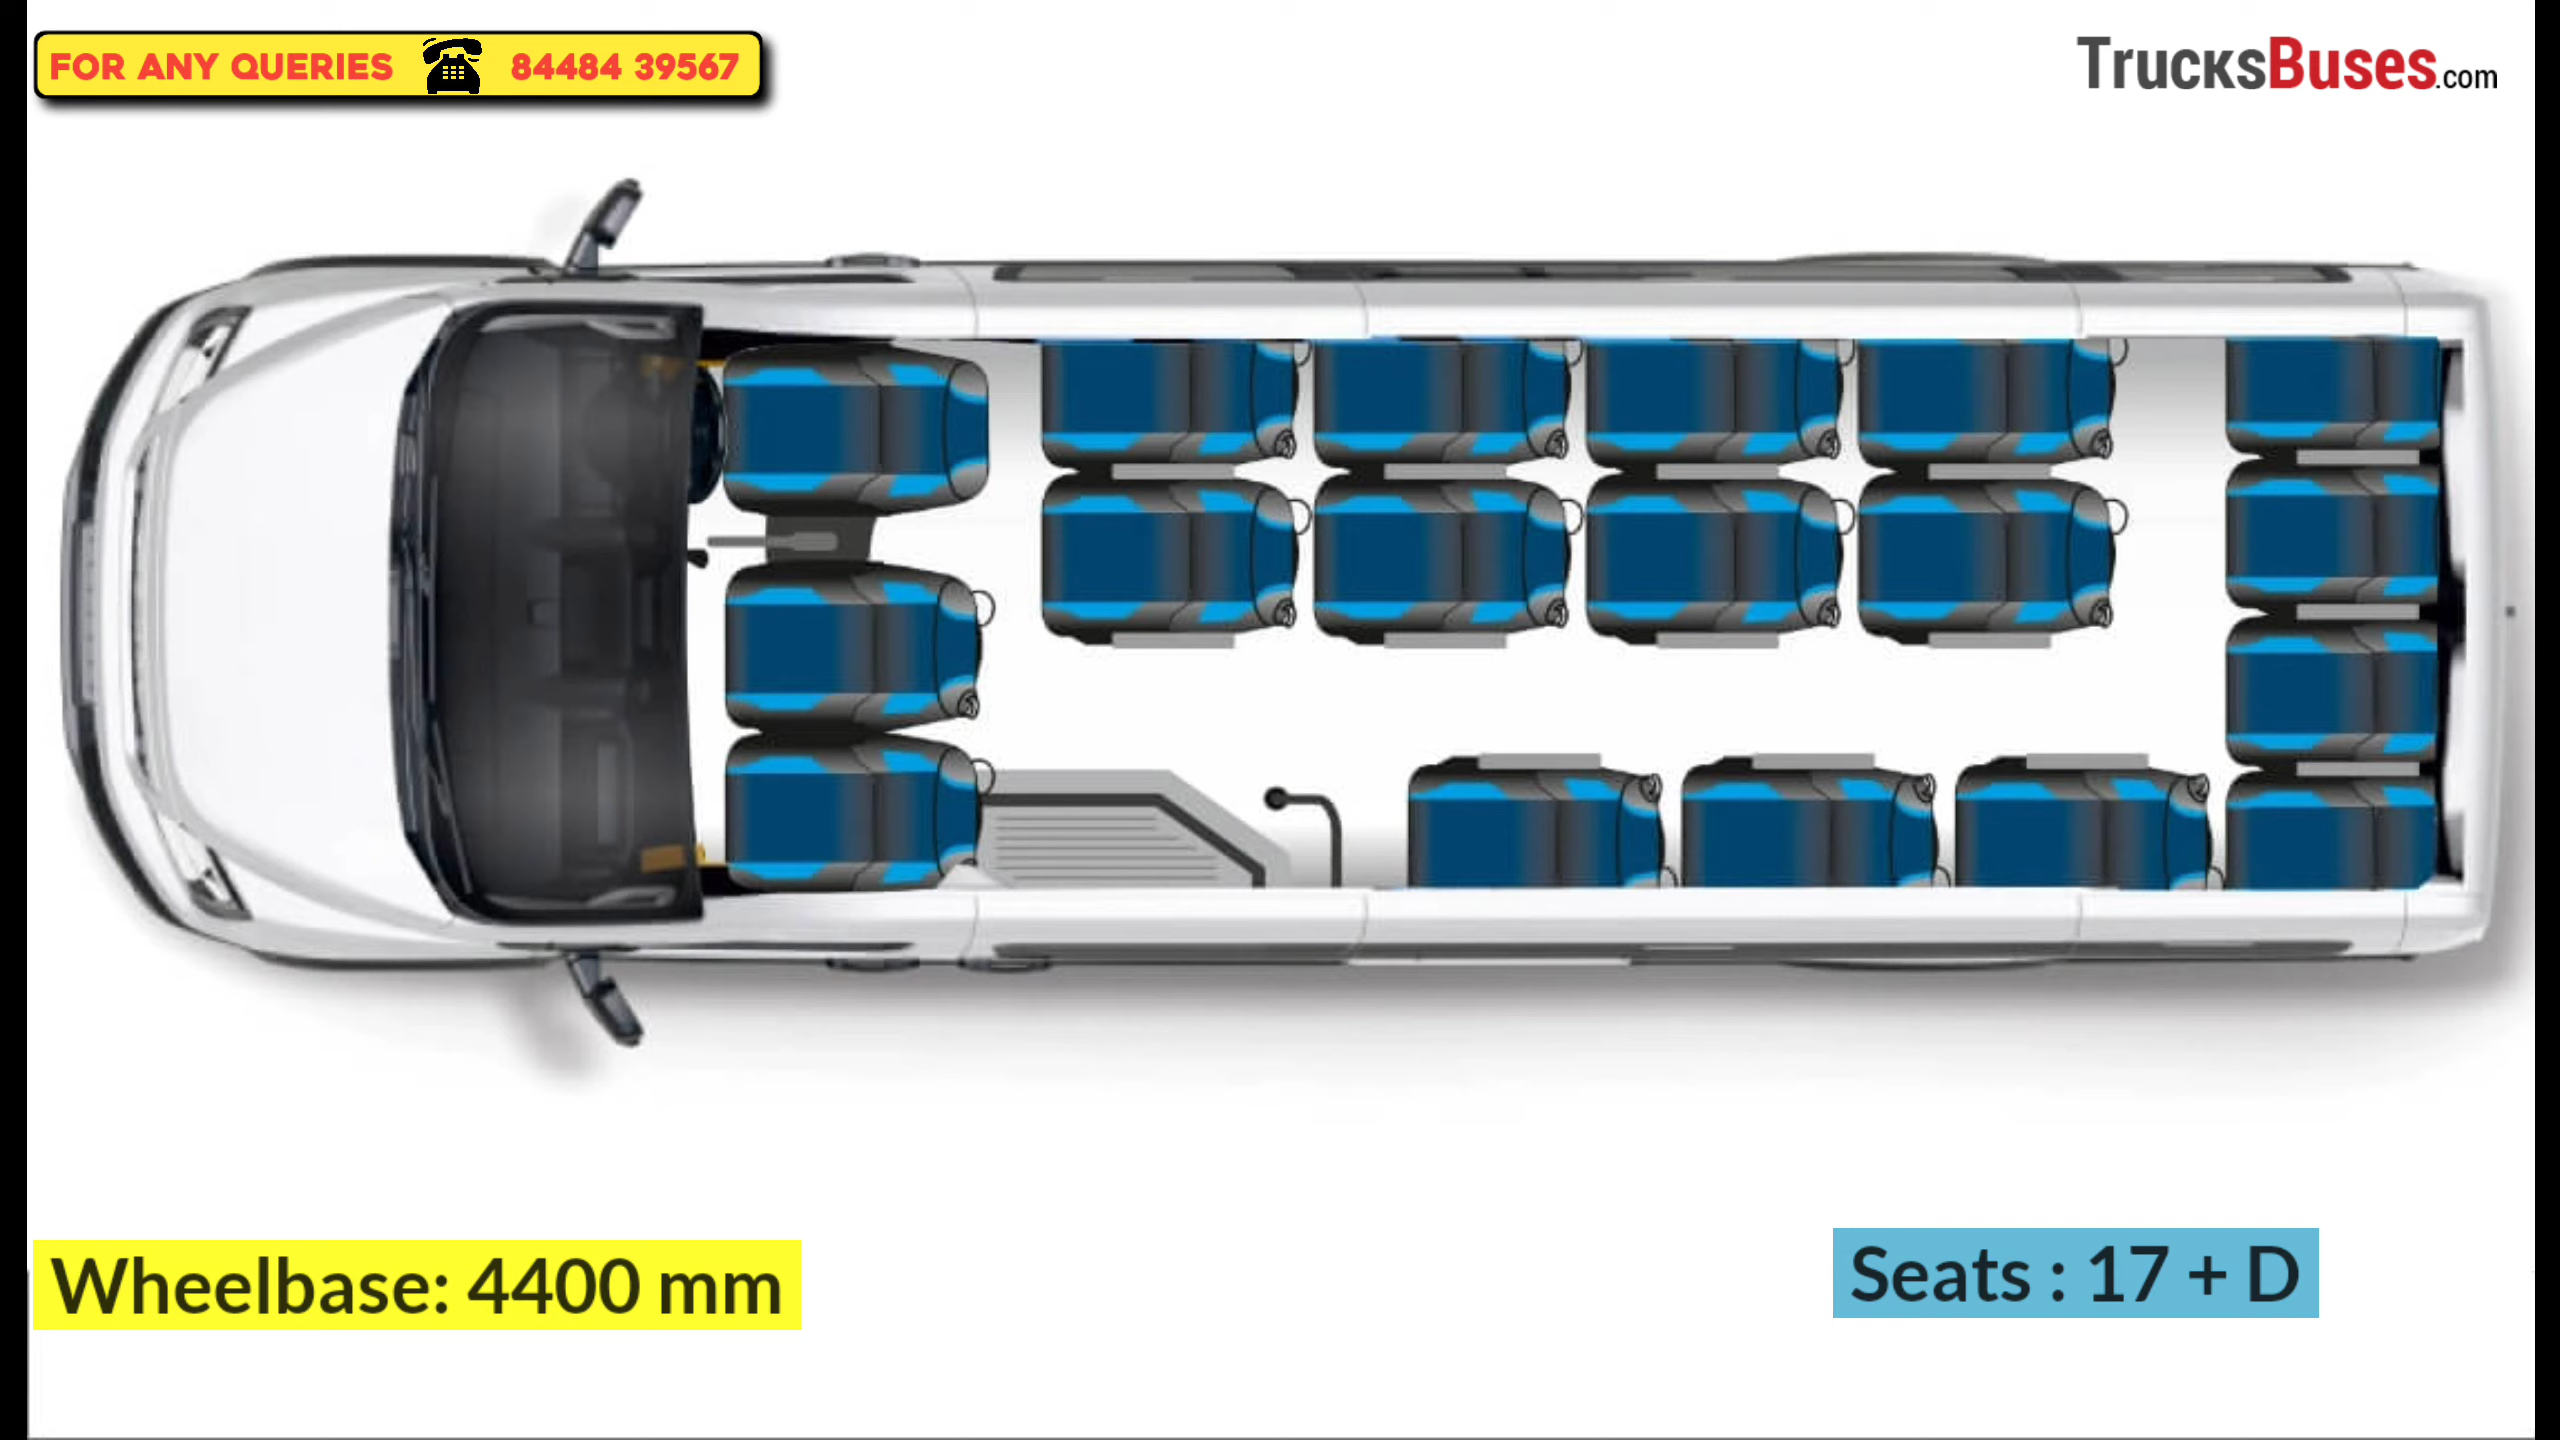 FOR ANY QUERIES 84484 39567
TrucksBuses.com
Wheelbase: 4400 mm
Seats : 17 + D